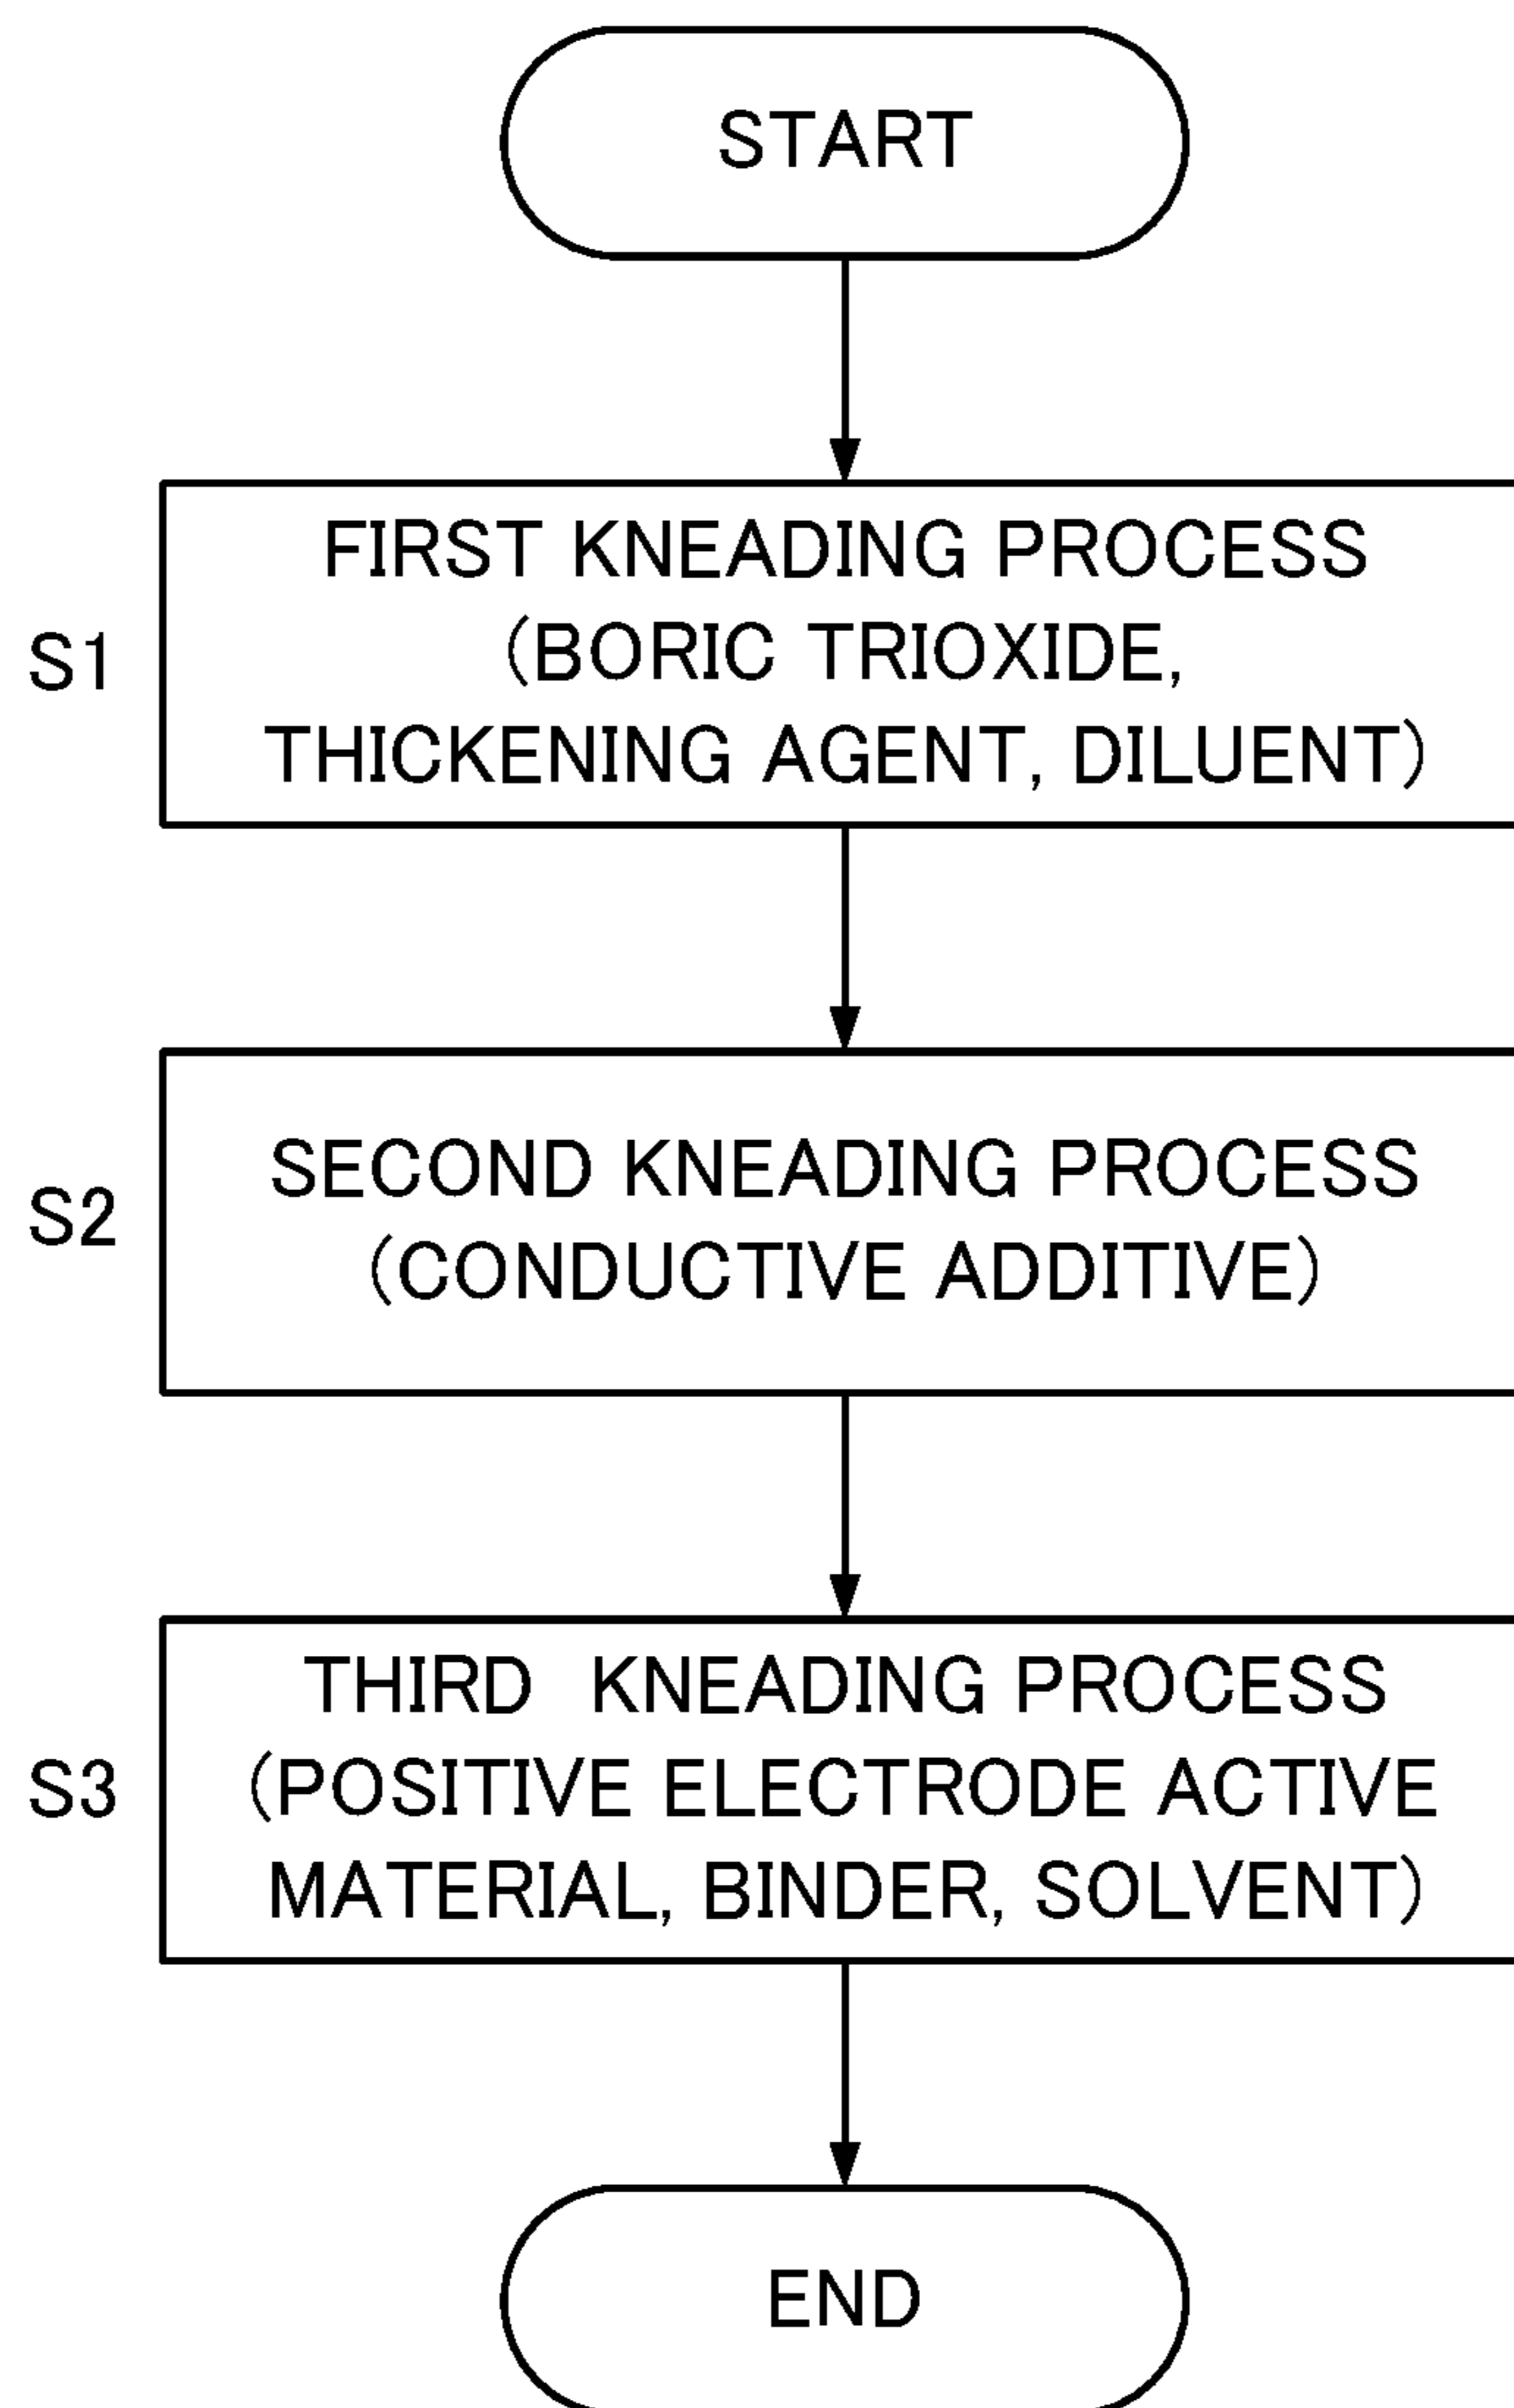 START
FIRST KNEADING PROCESS
(BORIC TRIOXIDE,
S1
THICKENING AGENT, DILUENT)
SECOND KNEADING PROCESS
S2
(CONDUCTIVE ADDITIVE)
THIRD KNEADING PROCESS
S3
(POSITIVE ELECTRODE ACTIVE
MATERIAL, BINDER, SOLVENT)
END